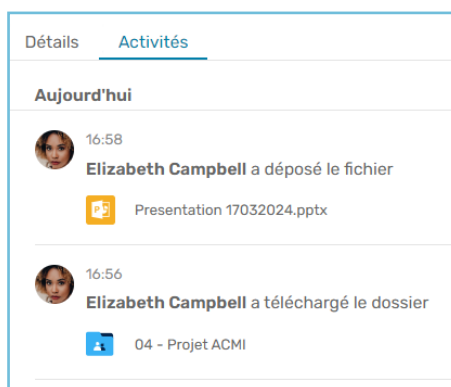 Détails Activités
Aujourd'hui
16:58
Elizabeth Campbell a déposé le fichier
Presentation 17032024.pptx
16:56
Elizabeth Campbell a téléchargé le dossier
04 - Projet ACMI